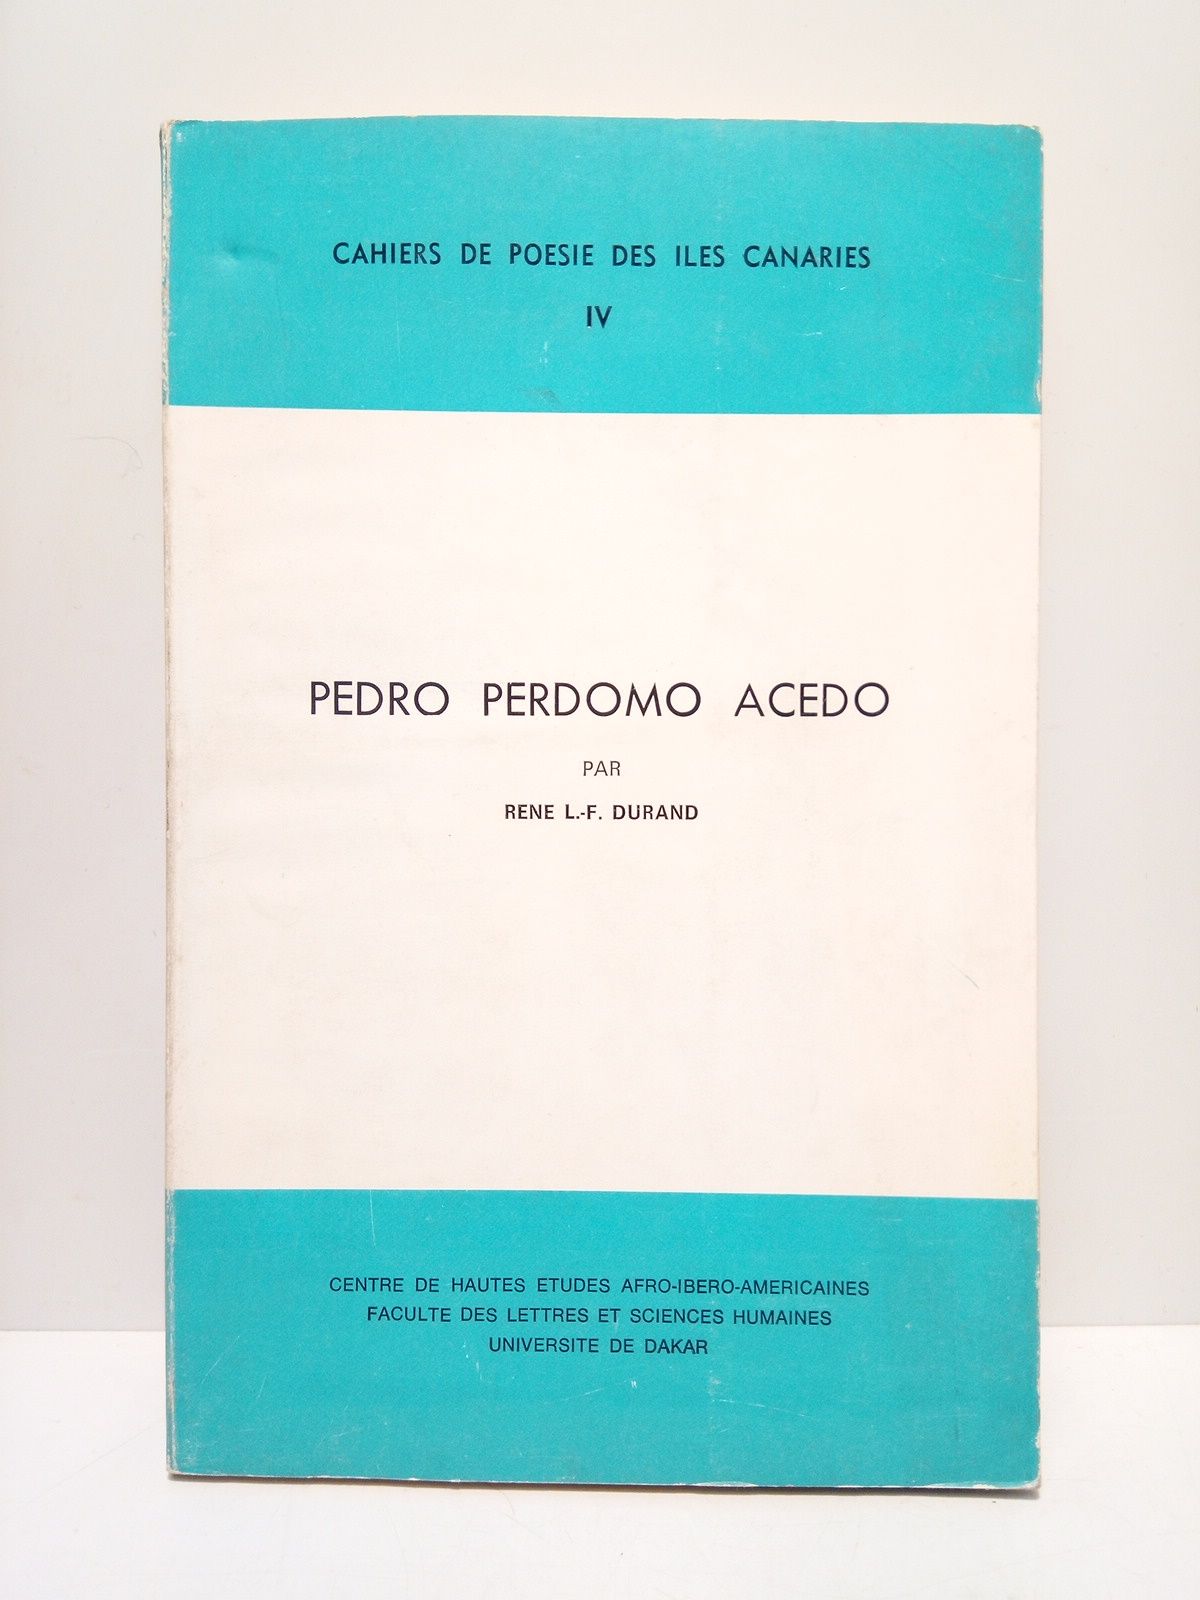 CAHIERS DE POESIE DES ILES CANARIES
IV
PEDRO PERDOMO ACEDO
PAR
RENE L.-F. DURAND
CENTRE DE HAUTES ETUDES AFRO-IBERO-AMERICAINES
FACULTE DES LETTRES ET SCIENCES HUMAINES
UNIVERSITE DE DAKAR